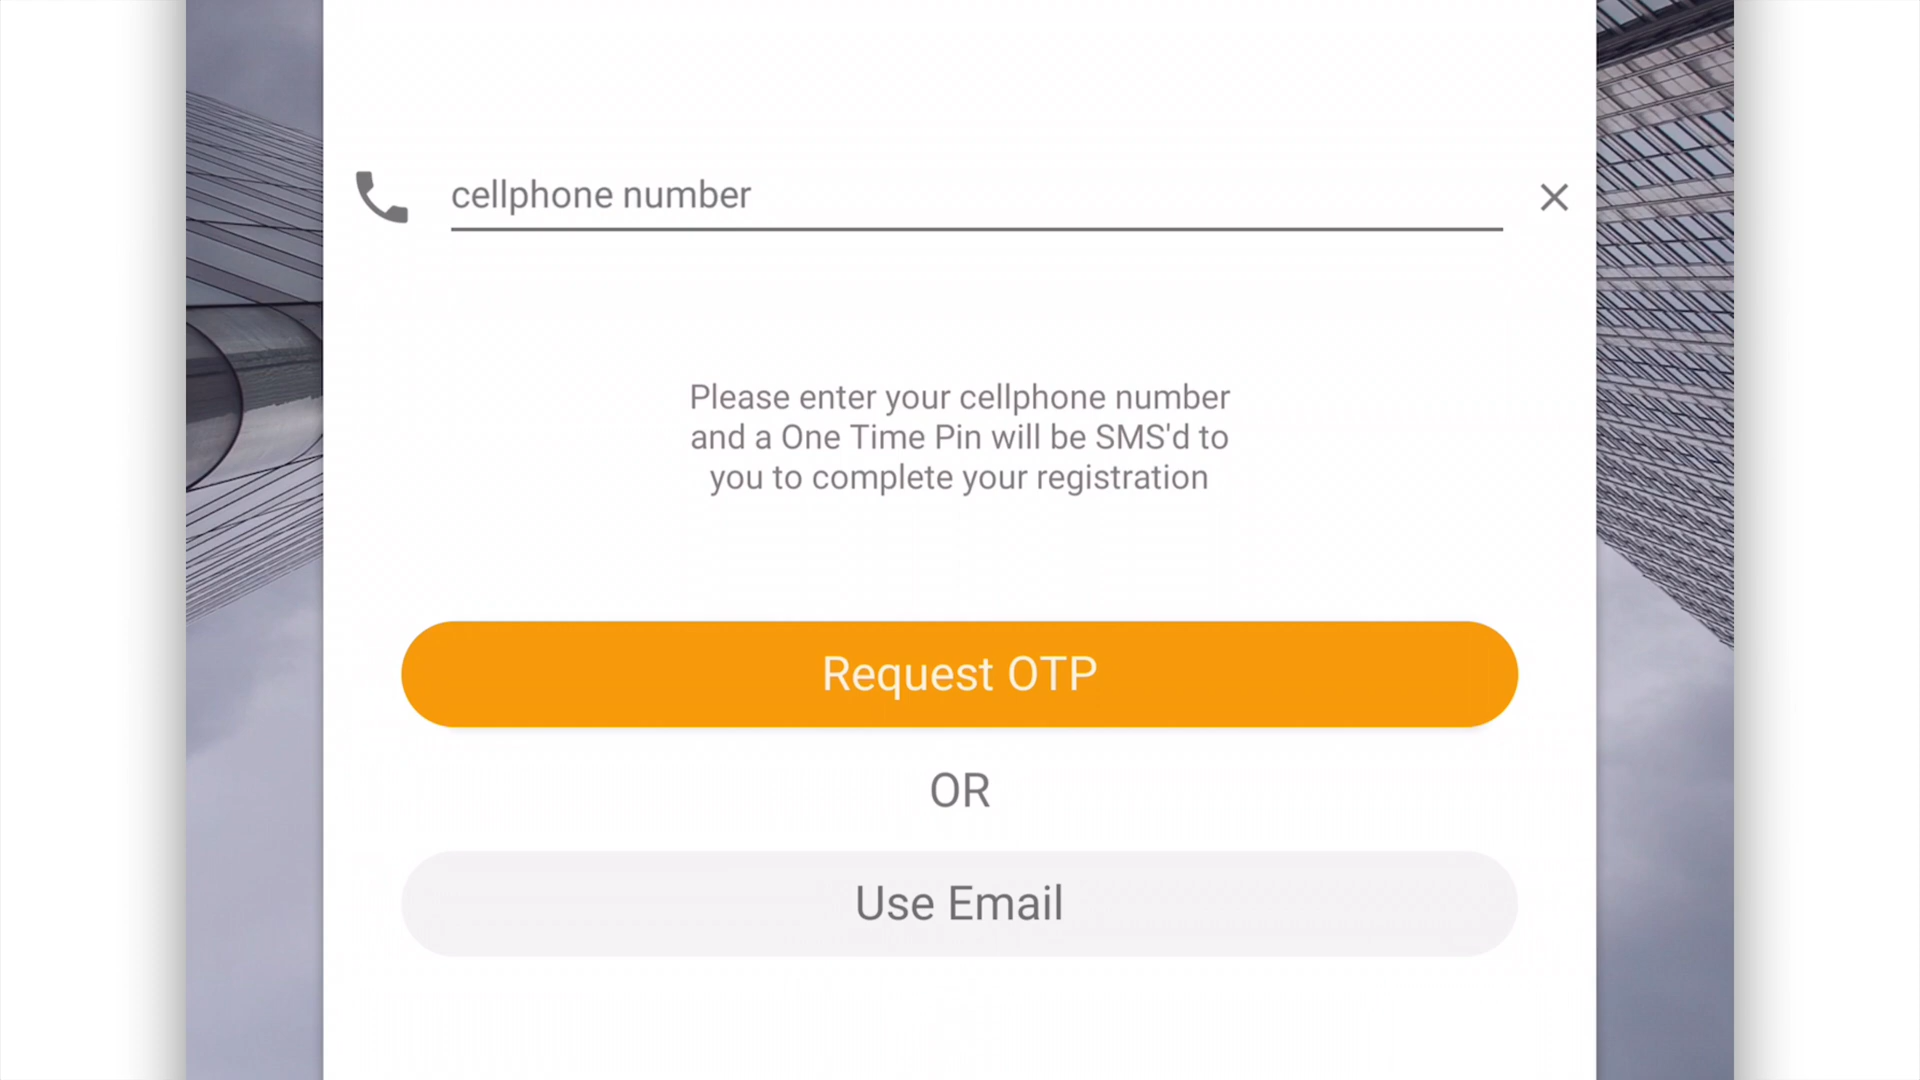 cellphone number
Please enter your cellphone number
and a One Time Pin will be SMS'd to
you to complete your registration
Request OTP
OR
Use Email